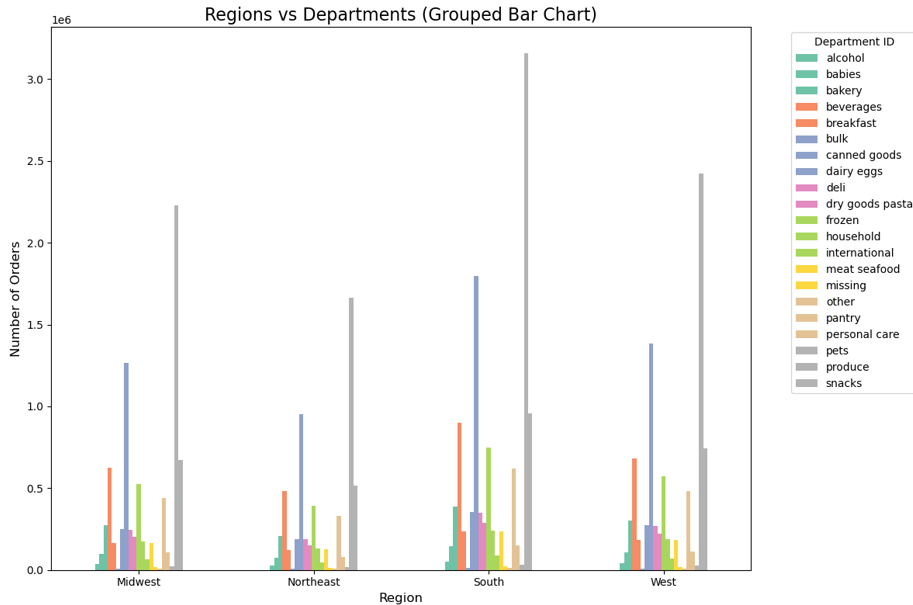 Regions vs Departments (Grouped Bar Chart)
1e6
3.0
2.5
2.0
1.5
1.0
0.5
0.0
Number of Orders
Midwest
Northeast
South
West
Region
Department ID
alcohol
babies
bakery
beverages
breakfast
bulk
canned goods
dairy eggs
deli
dry goods pasta
frozen
household
international
meat seafood
missing
other
pantry
personal care
pets
produce
snacks